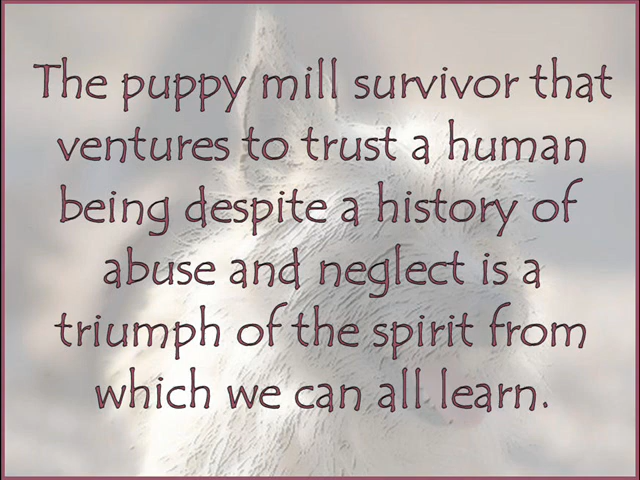 The puppy mill survivor that
ventures to trust a human
being despite a history of
abuse and neglect is a
triumph of the spirit from
which we can all learn.